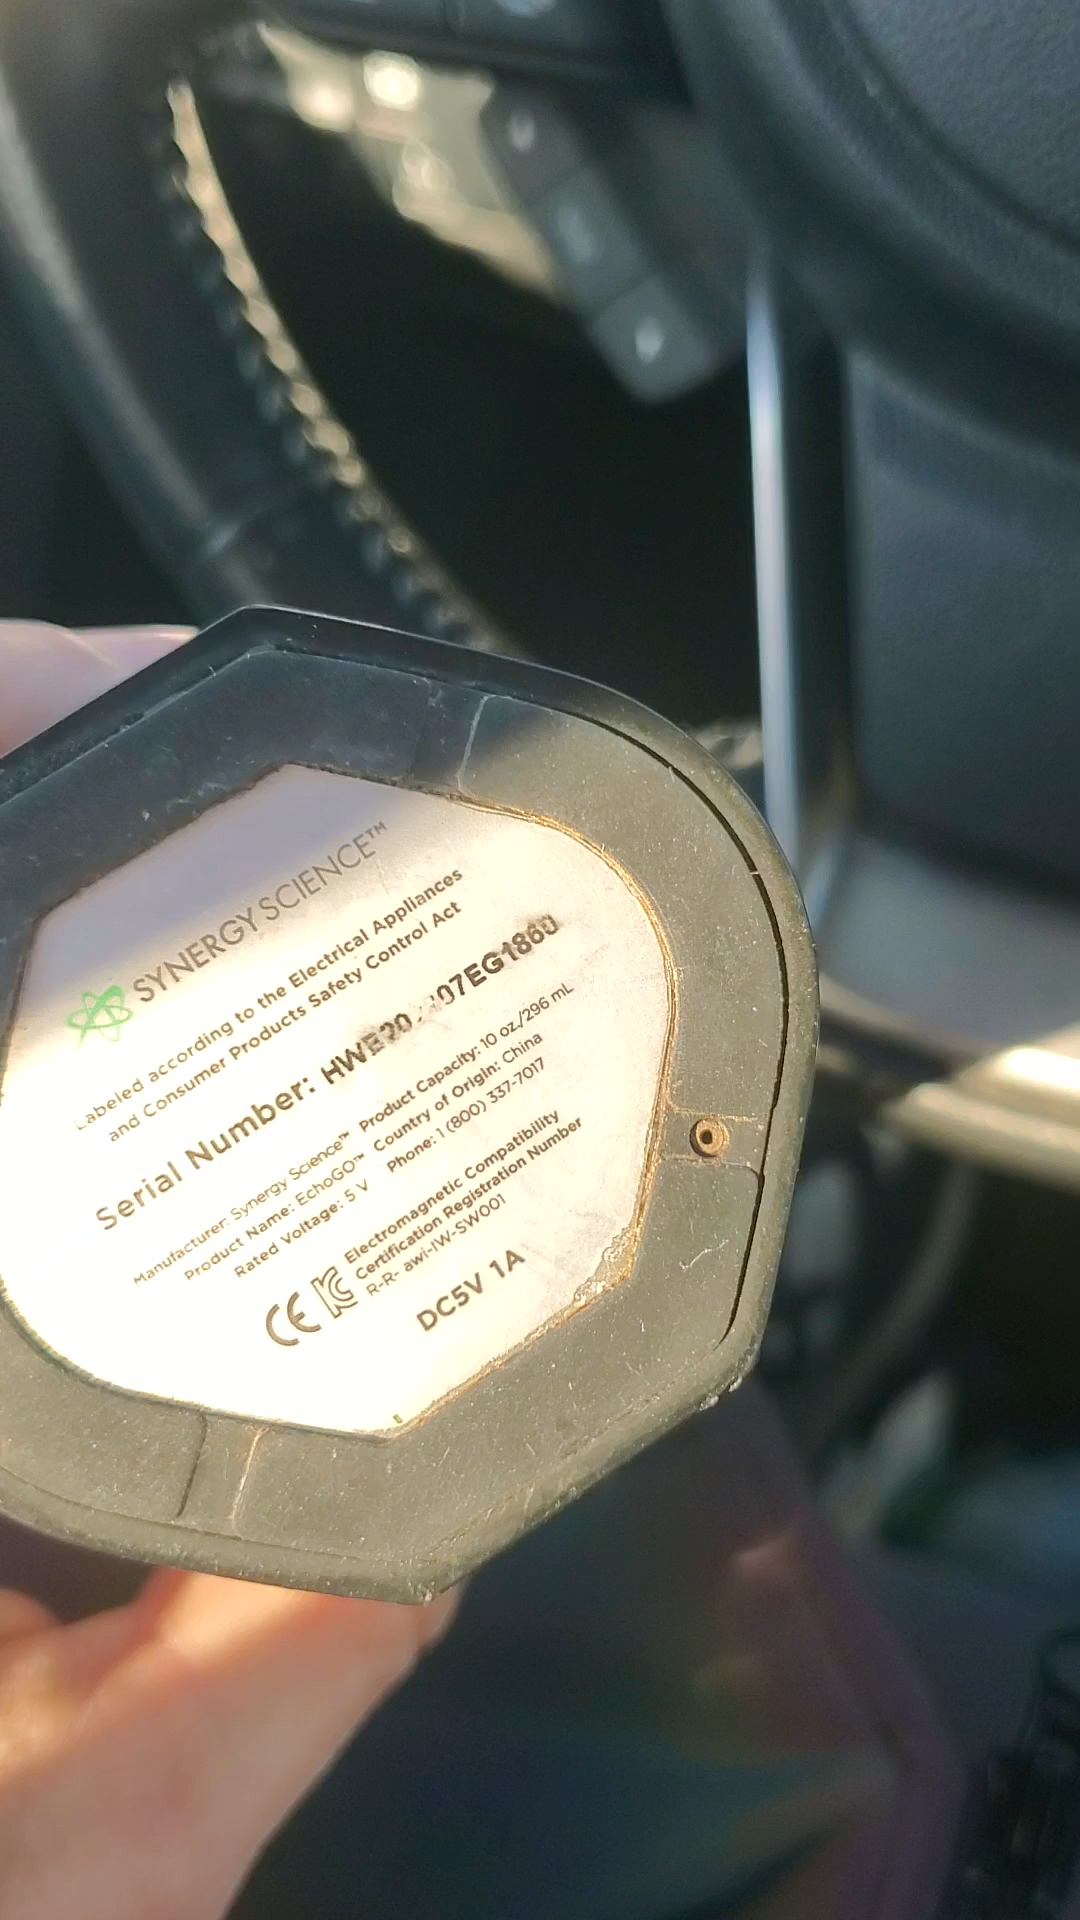 SYNERGY SCIENCE™
Labeled according to the Electrical Appliances
and Consumer Products Safety Control Act
Serial Number:
Manufacturer: Synergy Science™ Product Capacity: 10 oz./296 mL
Product Name: EchoGO™ Country of Origin: China
Rated Voltage: 5 V Phone: 1 (800) 337-7017
CE
Electromagnetic Compatibility
Certification Registration Number
R-R- awi-IW-SW001
DC5V 1A